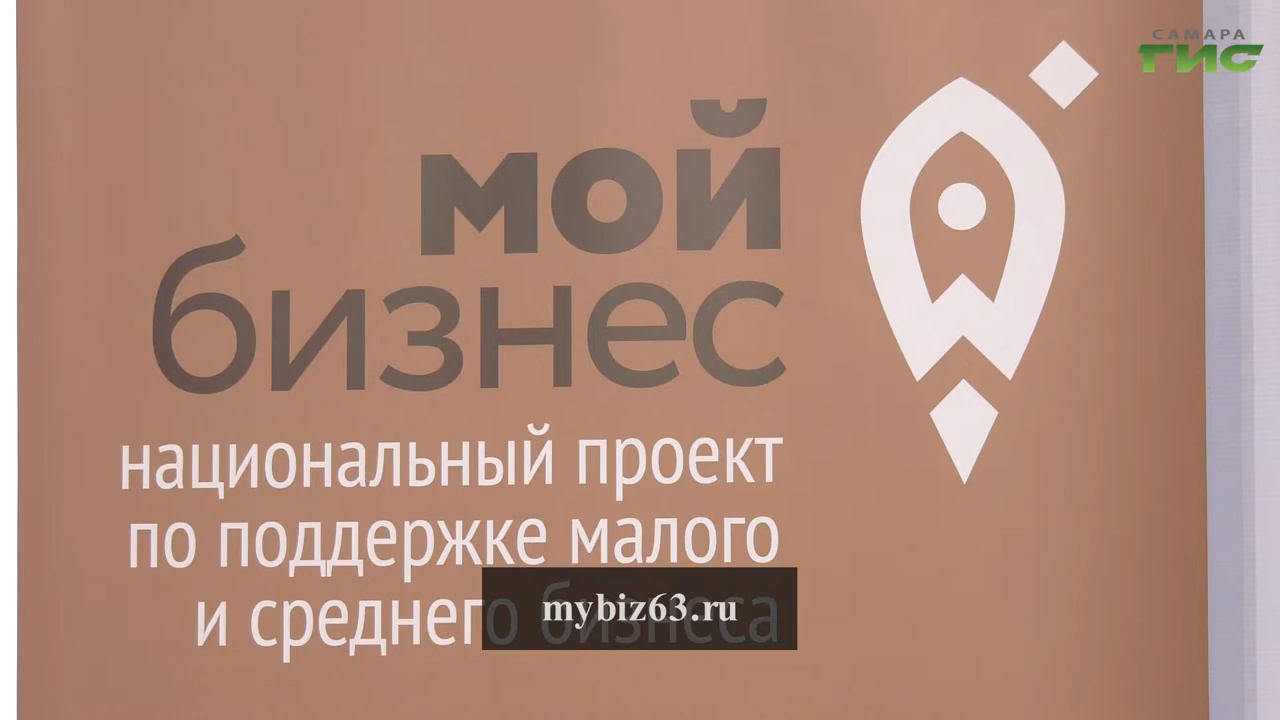 САМАРА
ГИС
мой
бизнес
национальный проект
по поддержке малого
и среднего бизнеса
mybiz63.ru